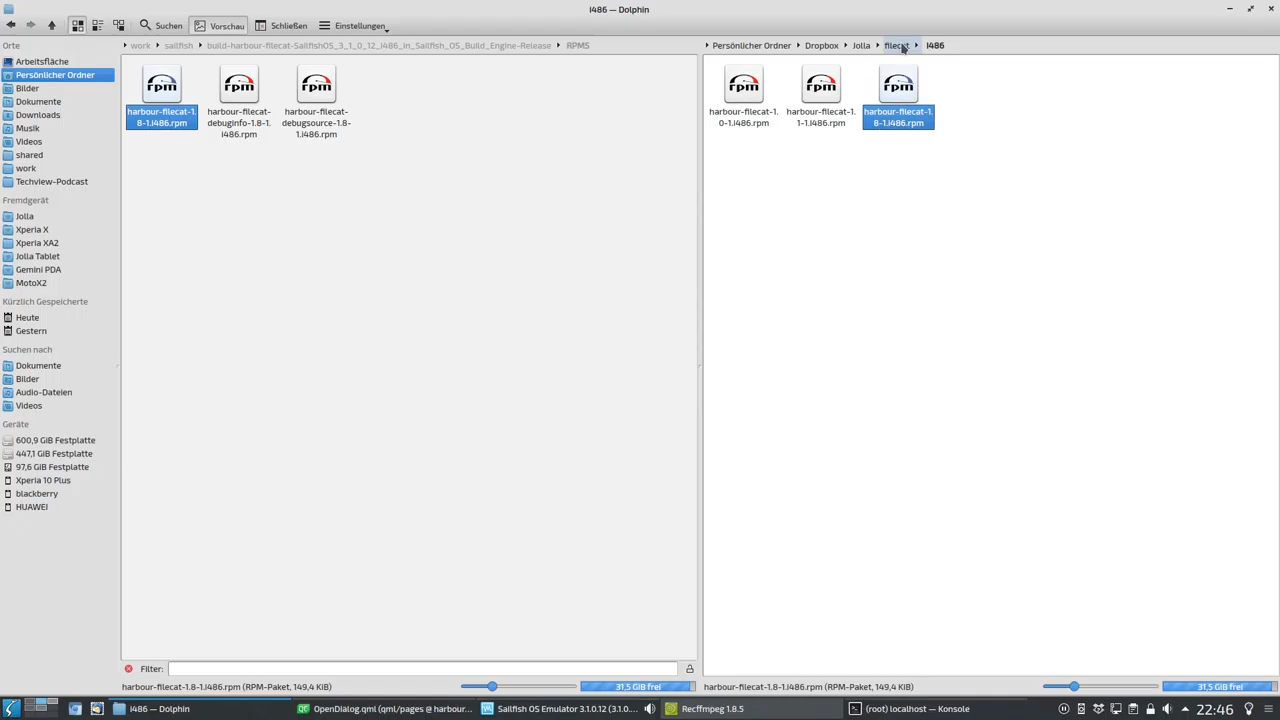 i486 — Dolphin
Suchen
Vorschau
Schließen
Einstellungen
Orte
Arbeitsfläche
Persönlicher Ordner
Bilder
Dokumente
Downloads
Musik
Videos
shared
work
Techview-Podcast
Fremdgerät
Jolla
Xperia X
Xperia XA2
Jolla Tablet
Gemini PDA
MotoX2
Kürzlich Gespeicherte
Heute
Gestern
Suchen nach
Dokumente
Bilder
Audio-Dateien
Videos
Geräte
600,9 GiB Festplatte
447,1 GiB Festplatte
97,6 GiB Festplatte
Xperia 10 Plus
blackberry
HUAWEI
work sailfish build-harbour-filecat-SailfishOS_3_1_0_12_i486_in_Sailfish_OS_Build_Engine-Release RPMS
rpm
harbour-filecat-1.
8-1.i486.rpm
rpm
harbour-filecat-
debuginfo-1.8-1.
i486.rpm
rpm
harbour-filecat-
debugsource-1.8-
1.i486.rpm
Filter:
harbour-filecat-1.8-1.i486.rpm (RPM-Paket, 149,4 KiB)
31,5 GiB frei
Persönlicher Ordner Dropbox Jolla filecat i486
rpm
harbour-filecat-1.
0-1.i486.rpm
rpm
harbour-filecat-1.
1-1.i486.rpm
rpm
harbour-filecat-1.
8-1.i486.rpm
harbour-filecat-1.8-1.i486.rpm (RPM-Paket, 149,4 KiB)
31,5 GiB frei
i486 — Dolphin
OpenDialog.qml (qml/pages @ harbour...
Sailfish OS Emulator 3.1.0.12 (3.1.0....
Recffmpeg 1.8.5
(root) localhost — Konsole
22:46